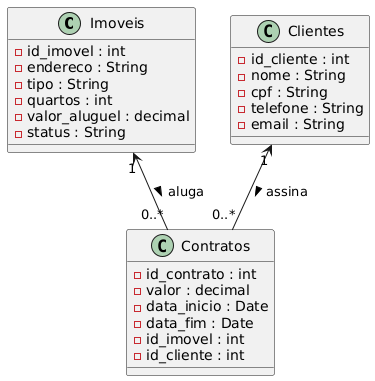 C Imoveis
id_imovel : int
endereco : String
tipo : String
quartos : int
valor_aluguel : decimal
status : String
C Clientes
id_cliente : int
nome : String
cpf : String
telefone : String
email : String
1
1
aluga
assina
0..*
0..*
C Contratos
id_contrato : int
valor : decimal
data_inicio : Date
data_fim : Date
id_imovel : int
id_cliente : int